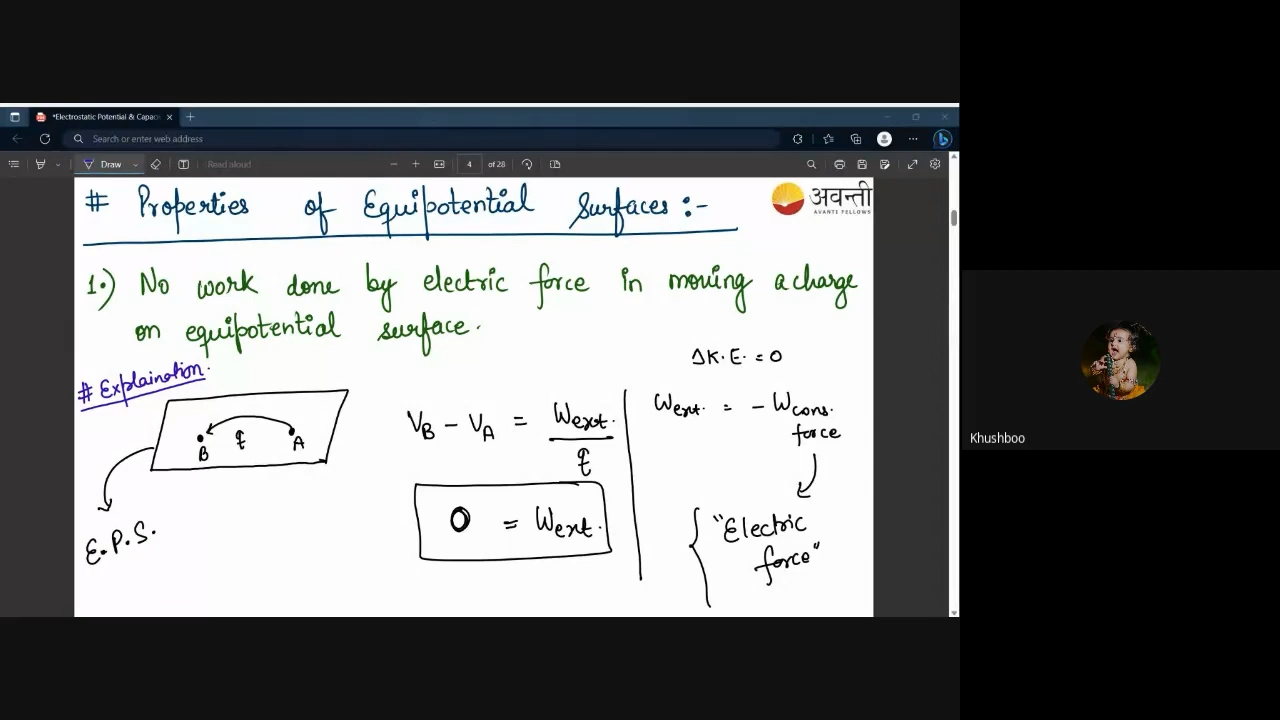 *Electrostatic Potential & Capac
Search or enter web address
Draw
Read aloud
4 of 28
# Properties of Equipotential Surfaces:-
अवन्ती
AVANTI FELLOWS
1.) No work done by electric force in moving a charge
on equipotential surface.
# Explaination.
B q A
E.P.S.
V_B - V_A = Wext. / q
0 = Wext.
ΔK.E. = 0
Wext. = - Wcons.
force
"Electric
force"
Khushboo